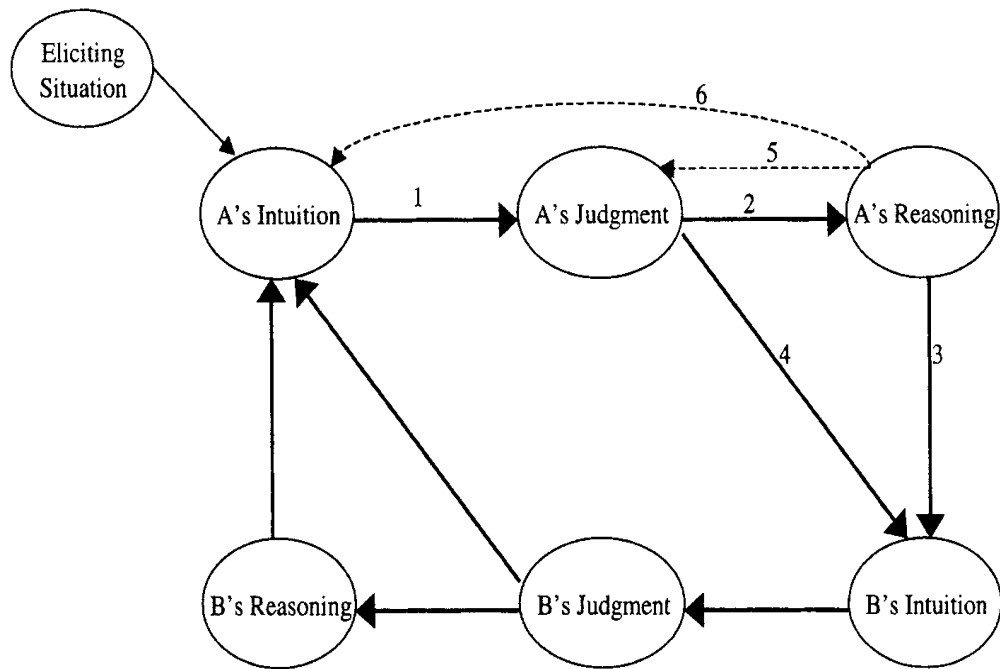 Eliciting
Situation
6
5
A's Intuition
1
A's Judgment
2
A's Reasoning
4
3
B's Reasoning
B's Judgment
B's Intuition